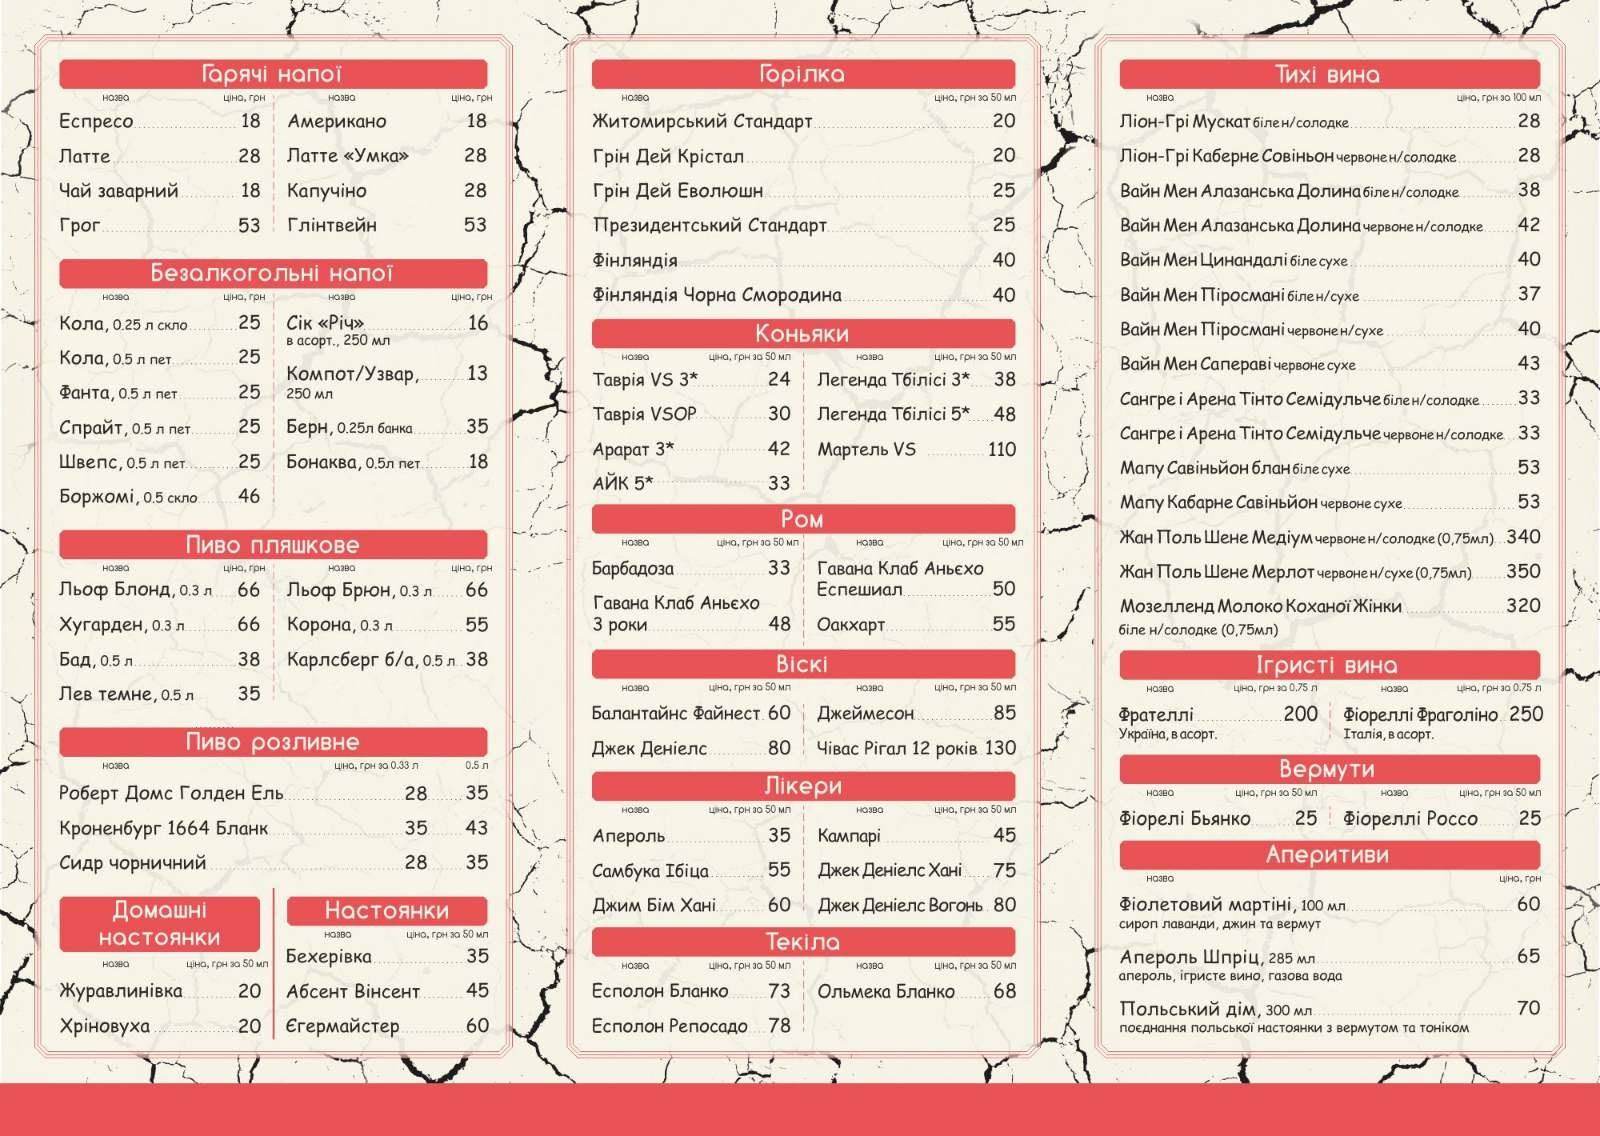 Гарячі напої
назва ціна, грн назва ціна, грн
Еспресо 18 Американо 18
Латте 28 Латте «Умка» 28
Чай заварний 18 Капучіно 28
Грог 53 Глінтвейн 53
Безалкогольні напої
назва ціна, грн назва ціна, грн
Кола, 0.25 л скло 25 Сік «Річ» 16
в асорт., 250 мл
Кола, 0.5 л пет 25
Компот/Узвар, 13
250 мл
Фанта, 0.5 л пет 25
Спрайт, 0.5 л пет 25 Берн, 0.25л банка 35
Швепс, 0.5 л пет 25 Бонаква, 0.5л пет 18
Боржомі, 0.5 скло 46
Пиво пляшкове
назва ціна, грн назва ціна, грн
Льоф Блонд, 0.3 л 66 Льоф Брюн, 0.3 л 66
Хугарден, 0.3 л 66 Корона, 0.3 л 55
Бад, 0.5 л 38 Карлсберг б/а, 0.5 л 38
Лев темне, 0.5 л 35
Пиво розливне
назва ціна, грн за 0.33 л 0.5 л
Роберт Домс Голден Ель 28 35
Кроненбург 1664 Бланк 35 43
Сидр чорничний 28 35
Домашні
настоянки
назва ціна, грн за 50 мл
Журавлинівка 20
Хріновуха 20
Настоянки
назва ціна, грн за 50 мл
Бехерівка 35
Абсент Вінсент 45
Єгермайстер 60
Горілка
назва ціна, грн за 50 мл
Житомирський Стандарт 20
Грін Дей Крістал 20
Грін Дей Еволюшн 25
Президентський Стандарт 25
Фінляндія 40
Фінляндія Чорна Смородина 40
Коньяки
назва ціна, грн за 50 мл назва ціна, грн за 50 мл
Таврія VS 3* 24 Легенда Тбілісі 3* 38
Таврія VSOP 30 Легенда Тбілісі 5* 48
Арарат 3* 42 Мартель VS 110
АЙК 5* 33
Ром
назва ціна, грн за 50 мл назва ціна, грн за 50 мл
Барбадоза 33 Гавана Клаб Аньєхо
Еспешиал 50
Гавана Клаб Аньєхо
3 роки 48 Оакхарт 55
Віскі
назва ціна, грн за 50 мл назва ціна, грн за 50 мл
Балантайнс Файнест 60 Джеймесон 85
Джек Деніелс 80 Чівас Рігал 12 років 130
Лікери
назва ціна, грн за 50 мл назва ціна, грн за 50 мл
Апероль 35 Кампарі 45
Самбука Ібіца 55 Джек Деніелс Хані 75
Джим Бім Хані 60 Джек Деніелс Вогонь 80
Текіла
назва ціна, грн за 50 мл назва ціна, грн за 50 мл
Есполон Бланко 73 Ольмека Бланко 68
Есполон Репосадо 78
Тихі вина
назва ціна, грн за 100 мл
Ліон-Грі Мускат біле н/солодке 28
Ліон-Грі Каберне Совіньон червоне н/солодке 28
Вайн Мен Алазанська Долина біле н/солодке 38
Вайн Мен Алазанська Долина червоне н/солодке 42
Вайн Мен Цинандалі біле сухе 40
Вайн Мен Піросмані біле н/сухе 37
Вайн Мен Піросмані червоне н/сухе 40
Вайн Мен Сапераві червоне сухе 43
Сангре і Арена Тінто Семідульче біле н/солодке 33
Сангре і Арена Тінто Семідульче червоне н/солодке 33
Мапу Савіньйон блан біле сухе 53
Мапу Кабарне Савіньйон червоне сухе 53
Жан Поль Шене Медіум червоне н/солодке (0,75мл) 340
Жан Поль Шене Мерлот червоне н/сухе (0,75мл) 350
Мозелленд Молоко Коханої Жінки 320
біле н/солодке (0,75мл)
Ігристі вина
назва ціна, грн за 0.75 л назва ціна, грн за 0.75 л
Фрателлі 200 Фіореллі Фраголіно 250
Україна, в асорт. Італія, в асорт.
Вермути
назва ціна, грн за 50 мл назва ціна, грн за 50 мл
Фіорелі Бьянко 25 Фіореллі Россо 25
Аперитиви
назва ціна, грн
Фіолетовий мартіні, 100 мл 60
сироп лаванди, джин та вермут
Апероль Шпріц, 285 мл 65
апероль, ігристе вино, газова вода
Польський дім, 300 мл 70
поєднання польської настоянки з вермутом та тоніком